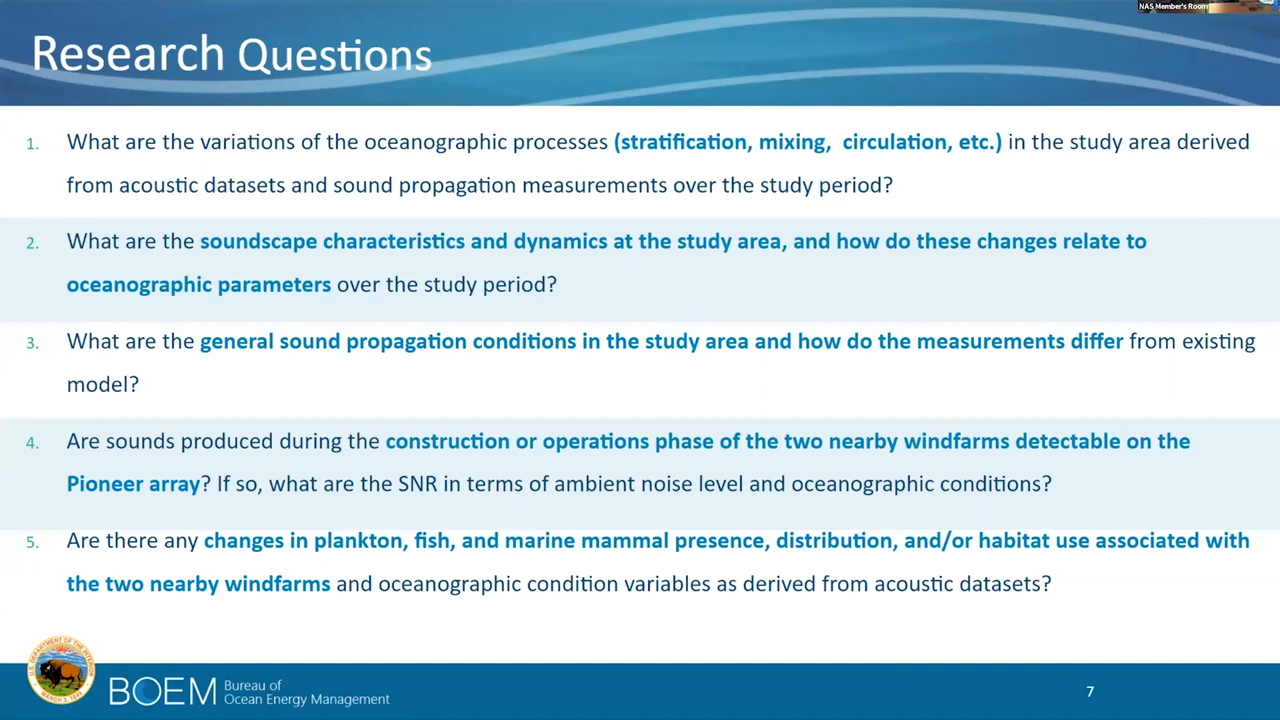 NAS Member's Room
Research Questions
1. What are the variations of the oceanographic processes (stratification, mixing, circulation, etc.) in the study area derived
from acoustic datasets and sound propagation measurements over the study period?
2. What are the soundscape characteristics and dynamics at the study area, and how do these changes relate to
oceanographic parameters over the study period?
3. What are the general sound propagation conditions in the study area and how do the measurements differ from existing
model?
4. Are sounds produced during the construction or operations phase of the two nearby windfarms detectable on the
Pioneer array? If so, what are the SNR in terms of ambient noise level and oceanographic conditions?
5. Are there any changes in plankton, fish, and marine mammal presence, distribution, and/or habitat use associated with
the two nearby windfarms and oceanographic condition variables as derived from acoustic datasets?
U.S. DEPARTMENT OF THE INTERIOR
MARCH 3, 1849
BOEM
Bureau of
Ocean Energy Management
7